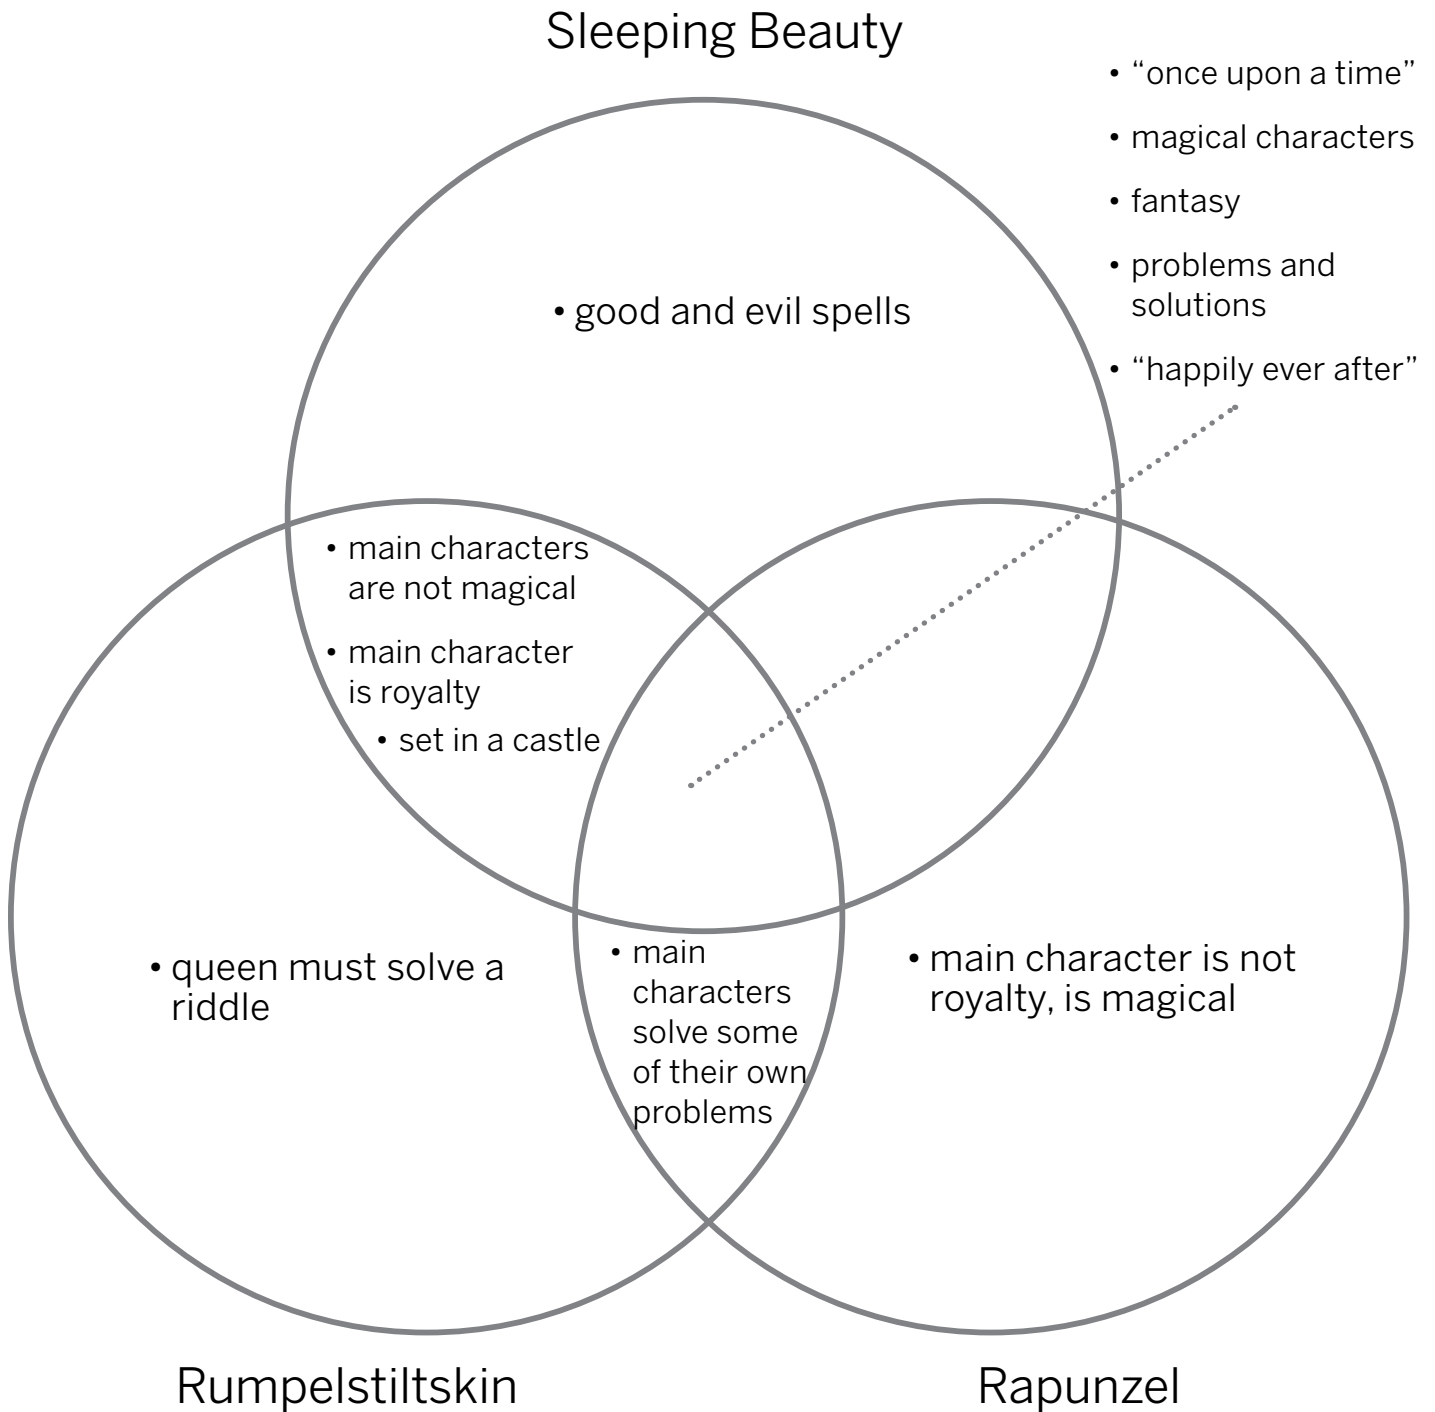 Sleeping Beauty
• “once upon a time”
• magical characters
• fantasy
• problems and
solutions
• “happily ever after”
• good and evil spells
• main characters
are not magical
• main character
is royalty
• set in a castle
• queen must solve a
riddle
• main
characters
solve some
of their own
problems
• main character is not
royalty, is magical
Rumpelstiltskin
Rapunzel